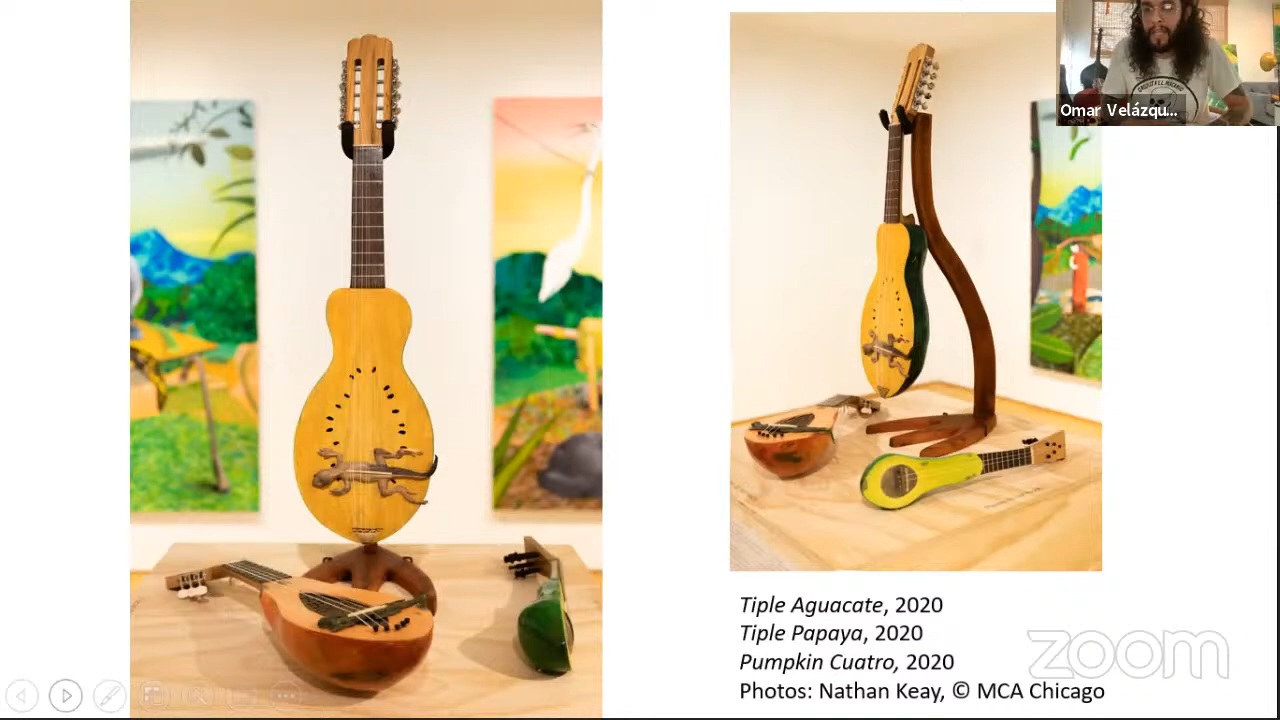 Omar Velázqu...
Tiple Aguacate, 2020
Tiple Papaya, 2020
Pumpkin Cuatro, 2020
Photos: Nathan Keay, © MCA Chicago
zoom